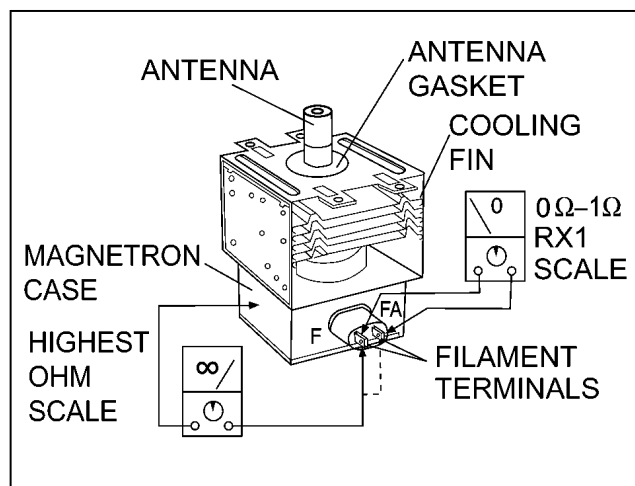 ANTENNA
ANTENNA
GASKET
COOLING
FIN
0
0Ω–1Ω
RX1
SCALE
MAGNETRON
CASE
FA
F
HIGHEST
OHM
SCALE
∞
FILAMENT
TERMINALS